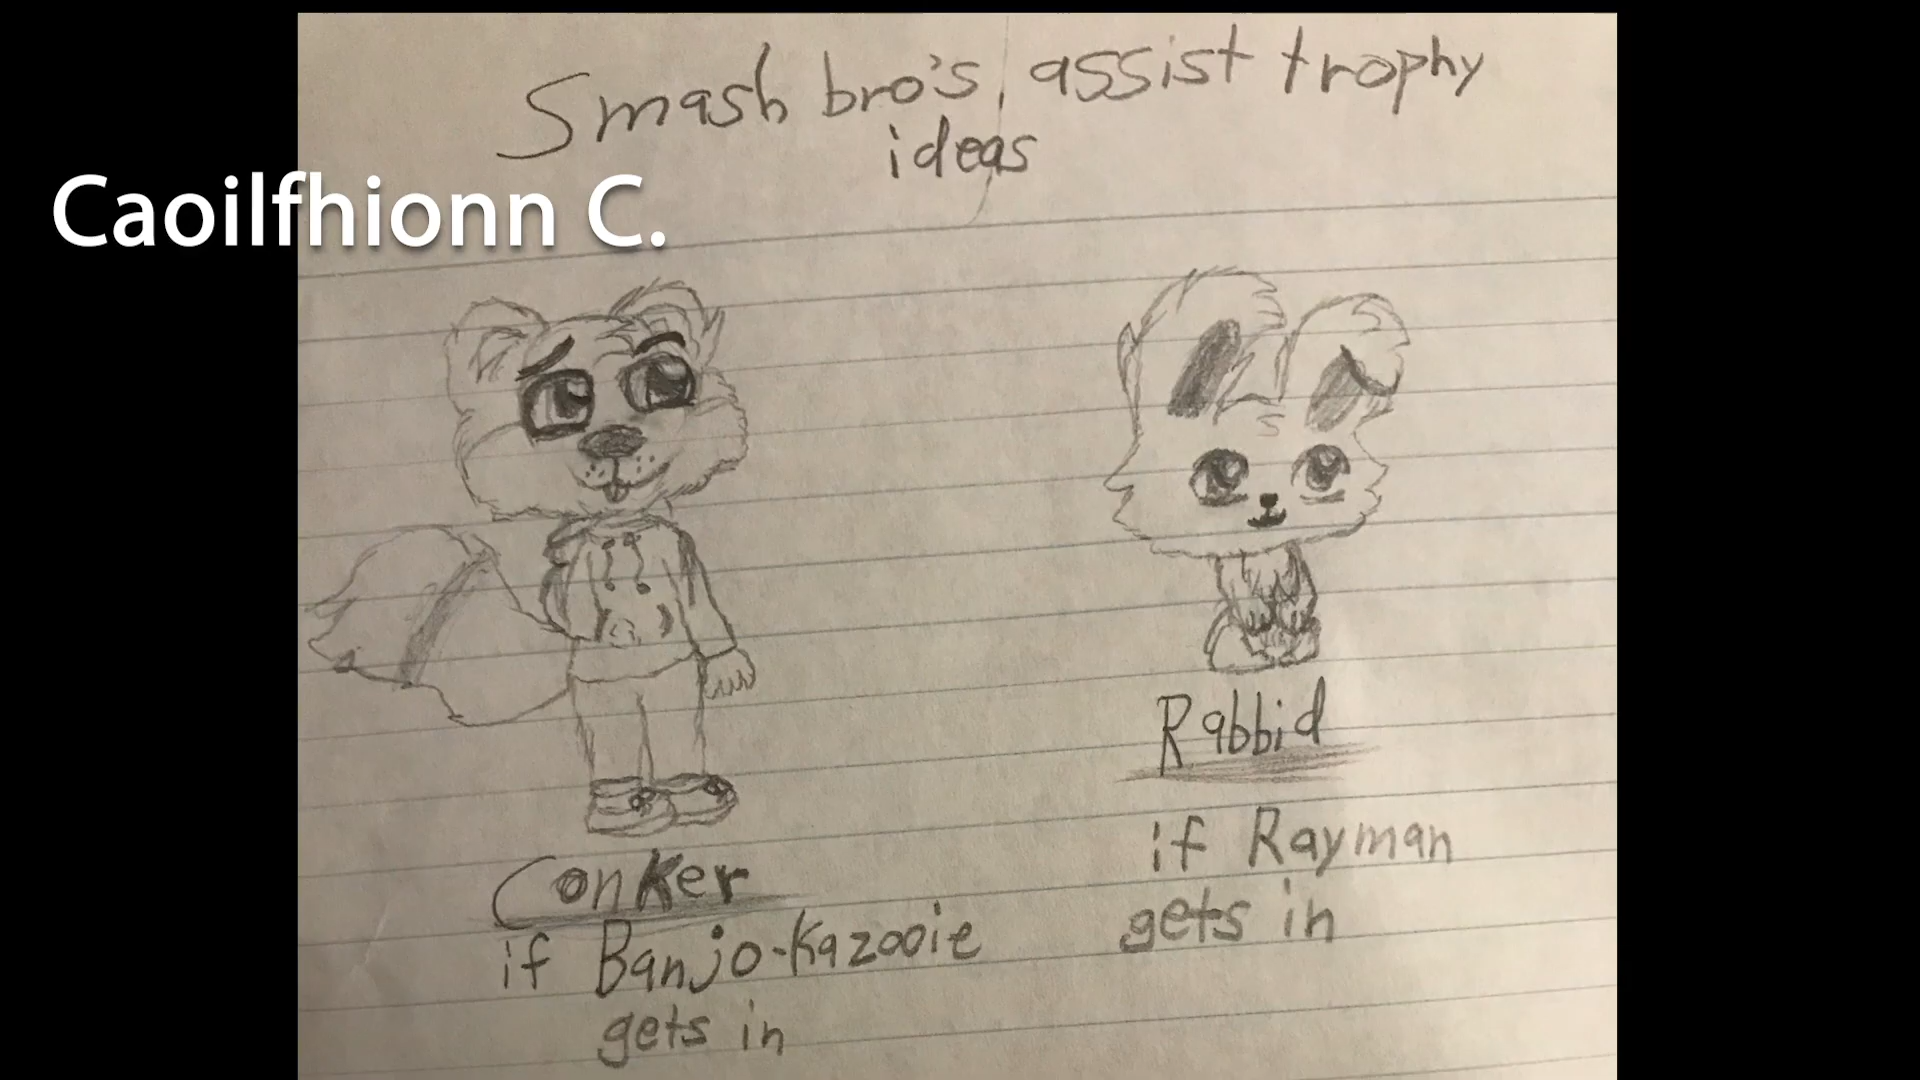 Smash bro's, assist trophy
ideas
Caoilfhionn C.
Conker
if Banjo-Kazooie
gets in
Rabbid
if Rayman
gets in